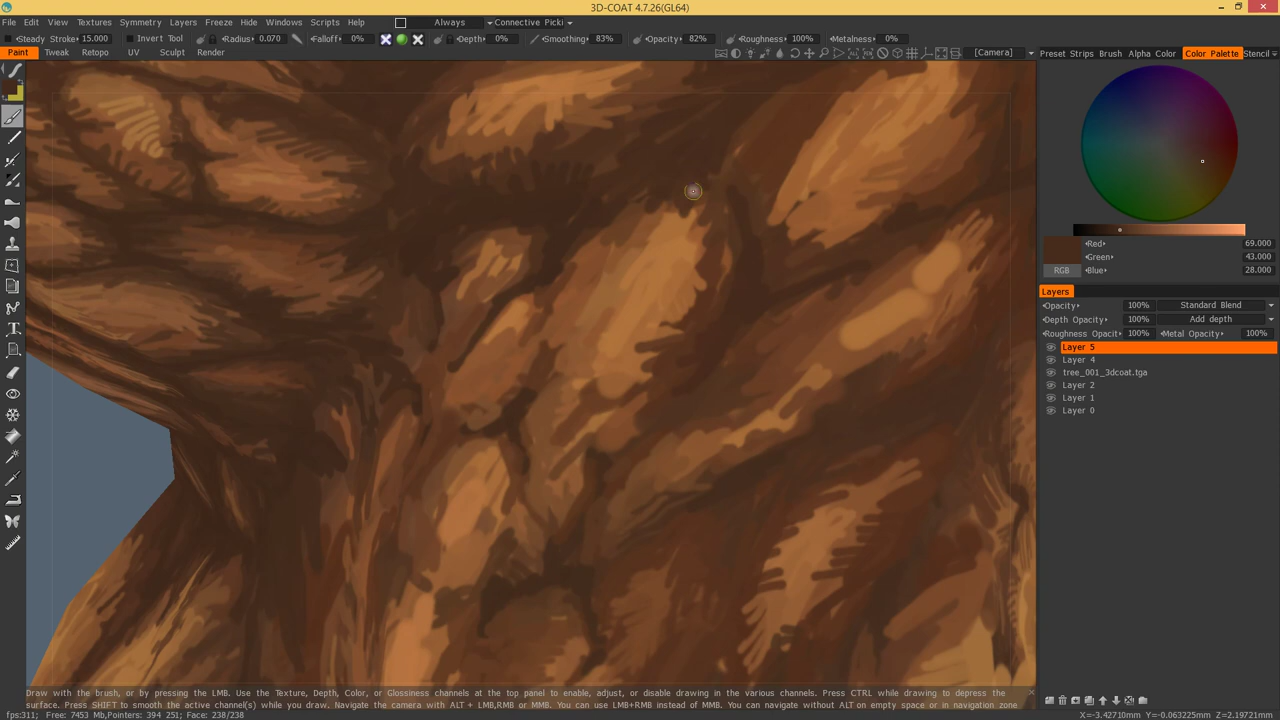 3D-COAT 4.7.26(GL64)
File Edit View Textures Symmetry Layers Freeze Hide Windows Scripts Help Always Connective Picki
Steady Stroke 15.000 Invert Tool Radius 0.070 Falloff 0% Depth 0% Smoothing 83% Opacity 82% Roughness 100% Metalness 0%
Paint Tweak Retopo UV Sculpt Render [Camera] Preset Strips Brush Alpha Color Color Palette Stencil
Red 69.000
Green 43.000
RGB Blue 28.000
Layers
Opacity 100% Standard Blend
Depth Opacity 100% Add depth
Roughness Opacit 100% Metal Opacity 100%
Layer 5
Layer 4
tree_001_3dcoat.tga
Layer 2
Layer 1
Layer 0
Draw with the brush, or by pressing the LMB. Use the Texture, Depth, Color, or Glossiness channels at the top panel to enable, adjust, or disable drawing in the various channels. Press CTRL while drawing to depress the
surface. Press SHIFT to smooth the active channel(s) while you draw. Navigate the camera with ALT + LMB,RMB or MMB. You can use LMB+RMB instead of MMB. You can navigate without ALT on empty space or in navigation zone
fps:311; Free: 7453 Mb,Pointers: 394 251; Face: 238/238 X=-3.42710mm Y=-0.063225mm Z=2.19721mm